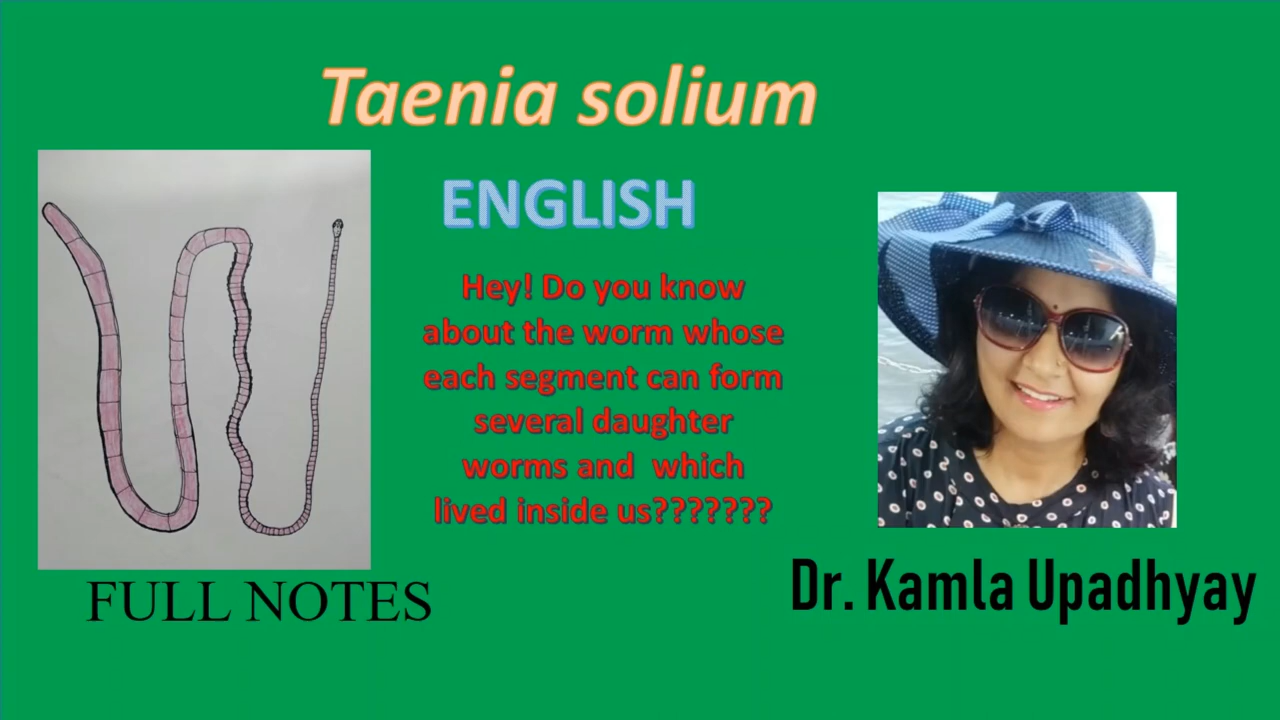 Taenia solium
ENGLISH
Hey! Do you know
about the worm whose
each segment can form
several daughter
worms and which
lived inside us???????
FULL NOTES
Dr. Kamla Upadhyay